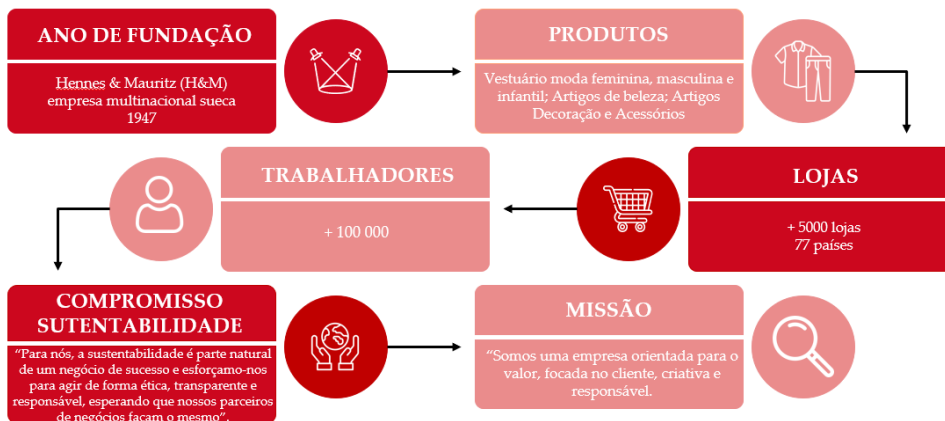 ANO DE FUNDAÇÃO
Hennes & Mauritz (H&M)
empresa multinacional sueca
1947
PRODUTOS
Vestuário moda feminina, masculina e
infantil; Artigos de beleza; Artigos
Decoração e Acessórios
LOJAS
+ 5000 lojas
77 países
TRABALHADORES
+ 100 000
COMPROMISSO
SUTENTABILIDADE
“Para nós, a sustentabilidade é parte natural
de um negócio de sucesso e esforçamo-nos
para agir de forma ética, transparente e
responsável, esperando que nossos parceiros
de negócios façam o mesmo”.
MISSÃO
“Somos uma empresa orientada para o
valor, focada no cliente, criativa e
responsável.